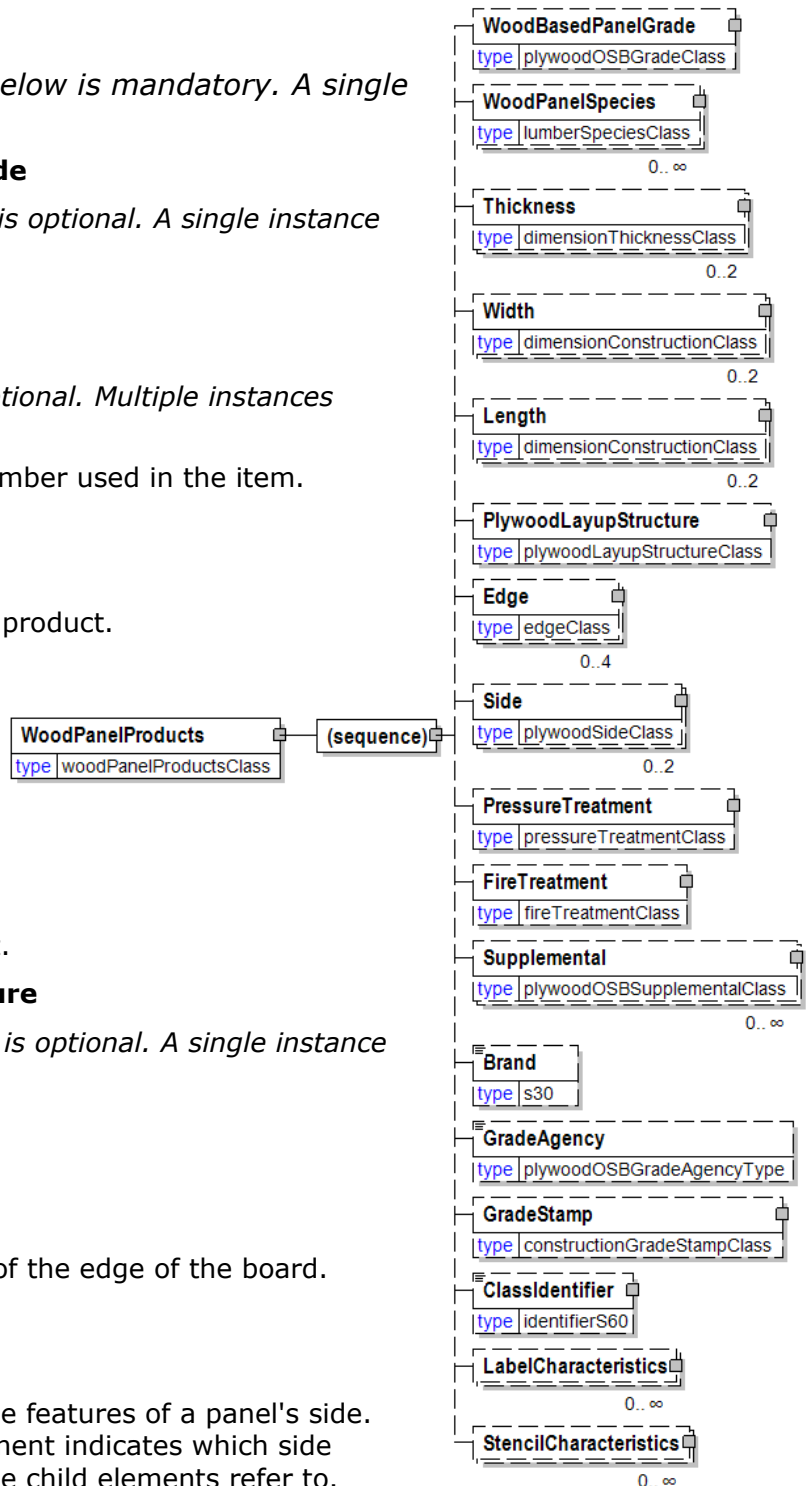 elow is mandatory. A single
de
is optional. A single instance
tional. Multiple instances
mber used in the item.
product.
.
ure
is optional. A single instance
of the edge of the board.
e features of a panel's side.
ment indicates which side
e child elements refer to.
WoodPanelProducts
type woodPanelProductsClass
(sequence)
WoodBasedPanelGrade
type plywoodOSBGradeClass
WoodPanelSpecies
type lumberSpeciesClass
0.. ∞
Thickness
type dimensionThicknessClass
0..2
Width
type dimensionConstructionClass
0..2
Length
type dimensionConstructionClass
0..2
PlywoodLayupStructure
type plywoodLayupStructureClass
Edge
type edgeClass
0..4
Side
type plywoodSideClass
0..2
PressureTreatment
type pressureTreatmentClass
FireTreatment
type fireTreatmentClass
Supplemental
type plywoodOSBSupplementalClass
0.. ∞
Brand
type s30
GradeAgency
type plywoodOSBGradeAgencyType
GradeStamp
type constructionGradeStampClass
ClassIdentifier
type identifierS60
LabelCharacteristics
0.. ∞
StencilCharacteristics
0.. ∞